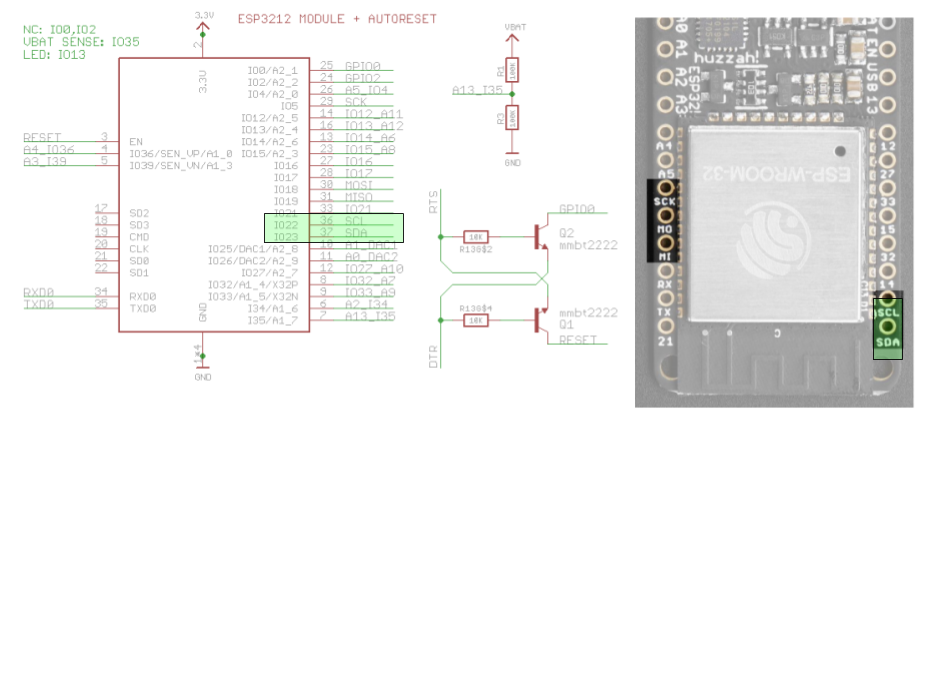 ESP3212 MODULE + AUTORESET
NC: IO0,IO2
VBAT SENSE: IO35
LED: IO13
3.3V
2
3.3V
RESET 3 EN
A4_IO36 4 IO36/SEN_VP/A1_0
A3_I39 5 IO39/SEN_VN/A1_3
17 SD2
18 SD3
19 CMD
20 CLK
21 SD0
22 SD1
RXD0 34 RXD0
TXD0 35 TXD0
IO0/A2_1 25 GPIO0
IO2/A2_2 24 GPIO2
IO4/A2_0 26 A5_IO4
IO5 29 SCK
IO12/A2_5 14 IO12_A11
IO13/A2_4 16 IO13_A12
IO14/A2_6 13 IO14_A6
IO15/A2_3 23 IO15_A8
IO16 27 IO16
IO17 28 IO17
IO18 30 MOSI
IO19 31 MISO
IO21 33 IO21
IO22 36 SCL
IO23 37 SDA
IO25/DAC1/A2_8 10 A1_DAC1
IO26/DAC2/A2_9 11 A0_DAC2
IO27/A2_7 12 IO27_A10
IO32/A1_4/X32P 8 IO32_A7
IO33/A1_5/X32N 9 IO33_A9
I34/A1_6 6 A2_I34
I35/A1_7 7 A13_I35
GND
1*4
GND
VBAT
R1
100K
A13_I35
R3
100K
GND
RTS
GPIO0
Q2
mmbt2222
R13G$2
10K
R13G$4
10K
mmbt2222
Q1
RESET
DTR
A0 A1
A2 A3
huzzah!
ESP32
AT EN USB 13
ESP-WROOM-32
A4
A5
SCK
MO
MI
RX
TX
21
12
27
33
15
32
14
SCL
SDA